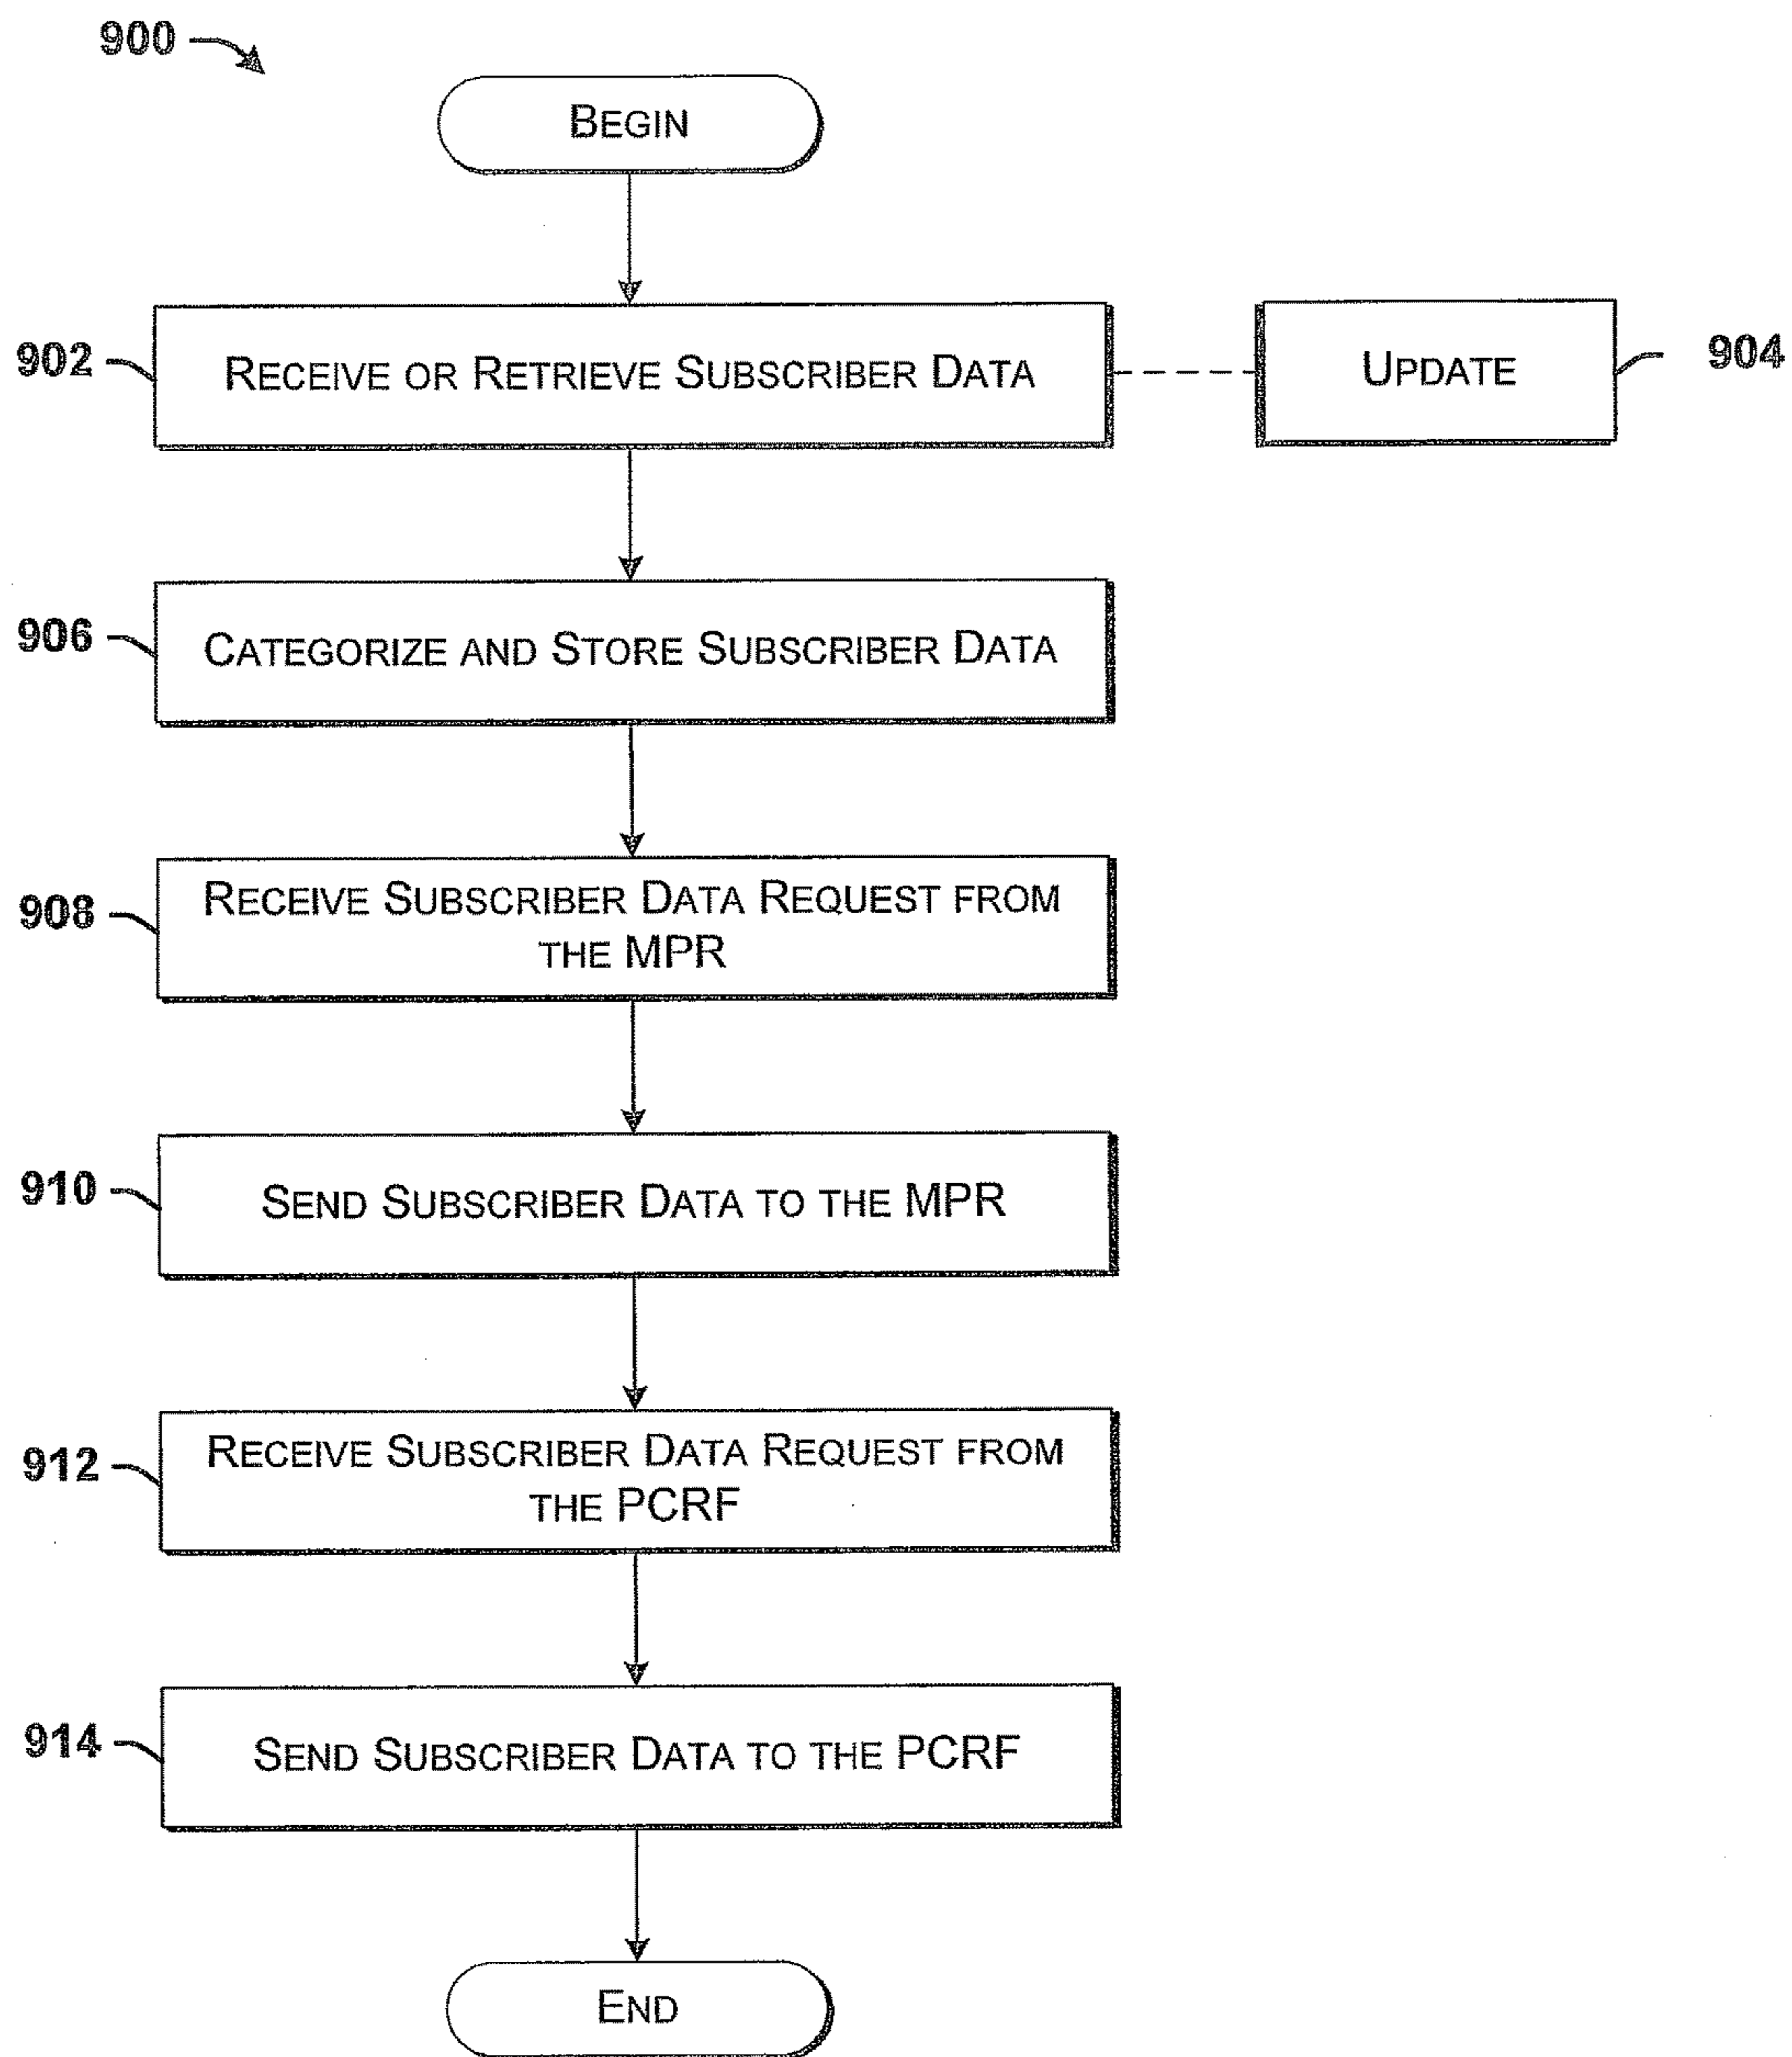 900
BEGIN
902
RECEIVE OR RETRIEVE SUBSCRIBER DATA
UPDATE
904
906
CATEGORIZE AND STORE SUBSCRIBER DATA
908
RECEIVE SUBSCRIBER DATA REQUEST FROM
THE MPR
910
SEND SUBSCRIBER DATA TO THE MPR
912
RECEIVE SUBSCRIBER DATA REQUEST FROM
THE PCRF
914
SEND SUBSCRIBER DATA TO THE PCRF
END